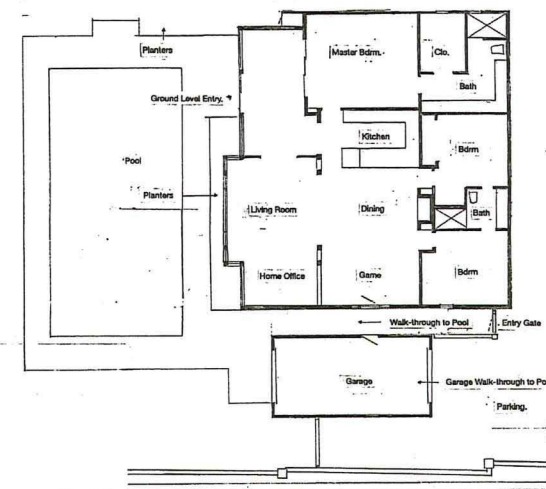 Planters
Master Bdrm.
Clo.
Bath
Ground Level Entry.
Kitchen
Bdrm
Pool
Planters
Living Room
Dining
Bath
Home Office
Game
Bdrm
Walk-through to Pool
Entry Gate
Garage
Garage Walk-through to Po
Parking.